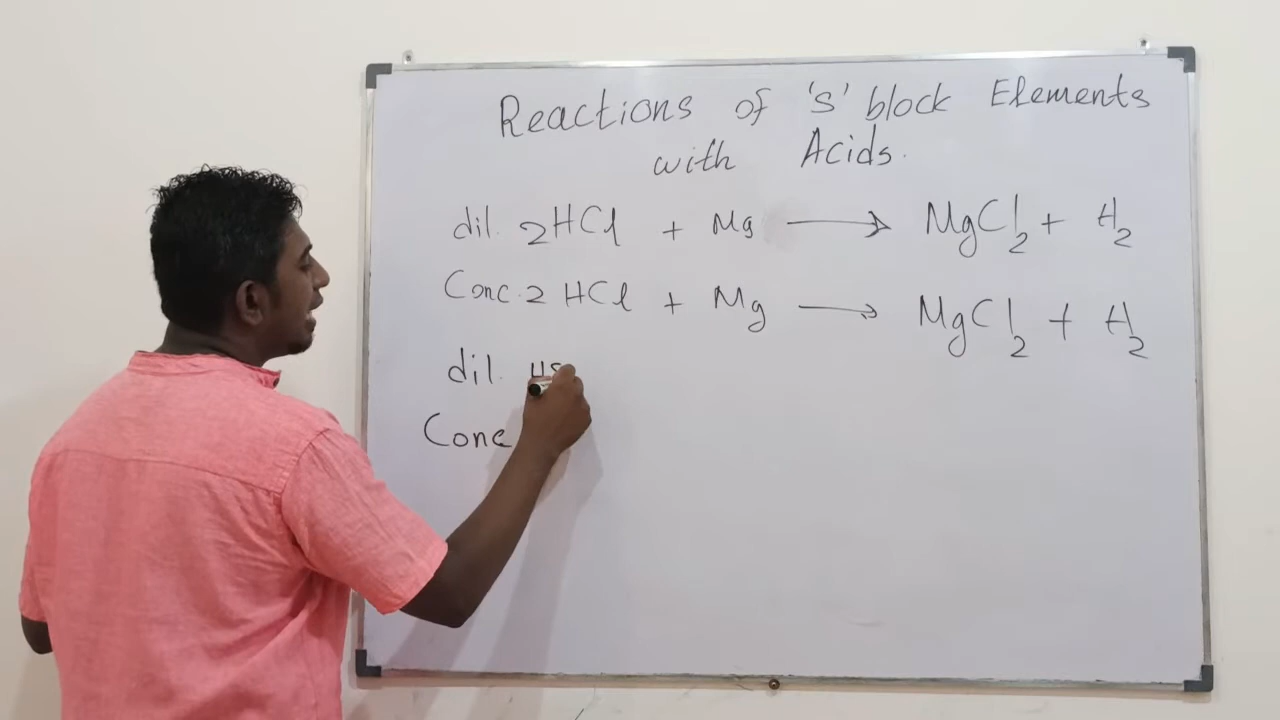 Reactions of 's' block Elements
with Acids.
dil. 2HCl + Mg ⟶ MgCl₂ + H₂
Conc. 2 HCl + Mg ⟶ MgCl₂ + H₂
dil.
Conc